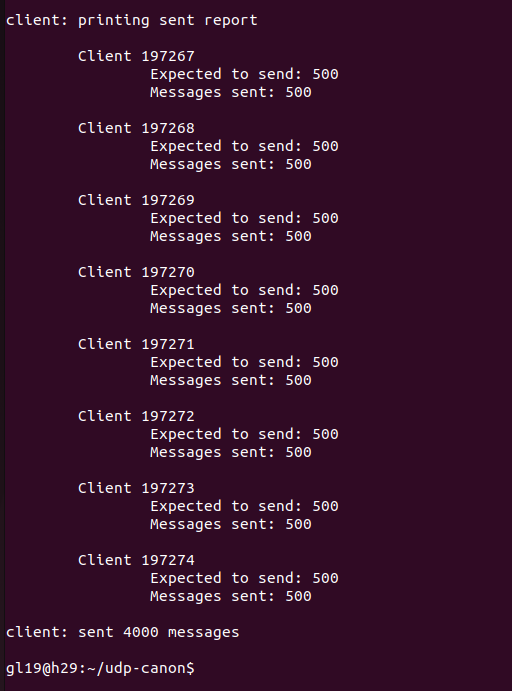 client: printing sent report
Client 197267
Expected to send: 500
Messages sent: 500
Client 197268
Expected to send: 500
Messages sent: 500
Client 197269
Expected to send: 500
Messages sent: 500
Client 197270
Expected to send: 500
Messages sent: 500
Client 197271
Expected to send: 500
Messages sent: 500
Client 197272
Expected to send: 500
Messages sent: 500
Client 197273
Expected to send: 500
Messages sent: 500
Client 197274
Expected to send: 500
Messages sent: 500
client: sent 4000 messages
gl19@h29:~/udp-canon$